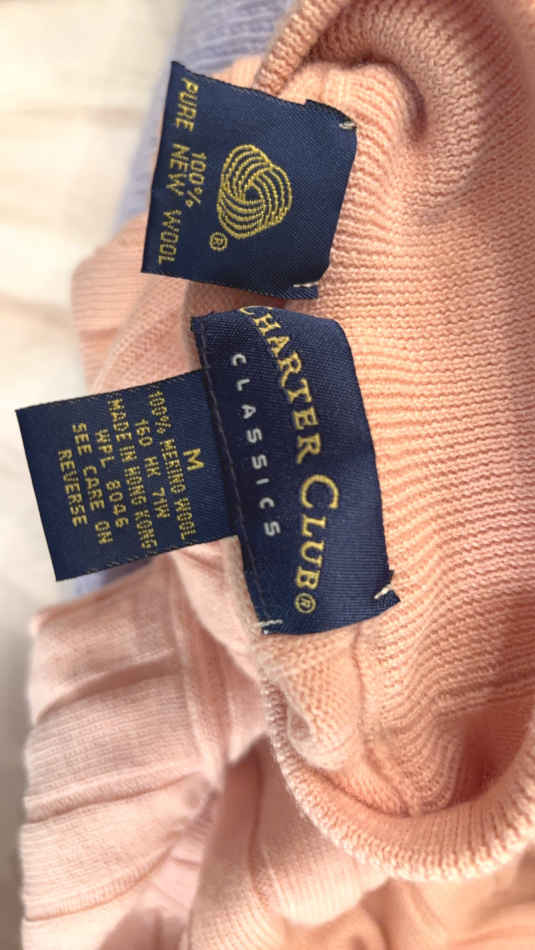 100%
PURE NEW WOOL
®
CHARTER CLUB®
CLASSICS
M
100% MERINO WOOL
160 HK 71W
MADE IN HONG KONG
WPL 8046
SEE CARE ON
REVERSE